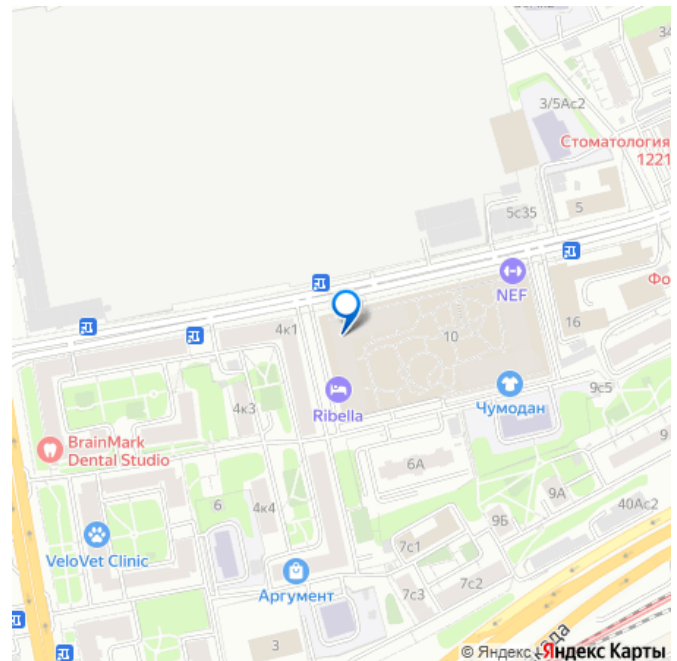 34
3/5Ас2
Стоматология
1221
5
5с35
NEF
Фо
4к1
10
16
Ribella
Чумодан
9с5
4к3
BrainMark
Dental Studio
6А
9
9А
40Ас2
6
4к4
9Б
7с1
VeloVet Clinic
Аргумент
7с2
7с3
3
© Яндекс
Яндекс Карты